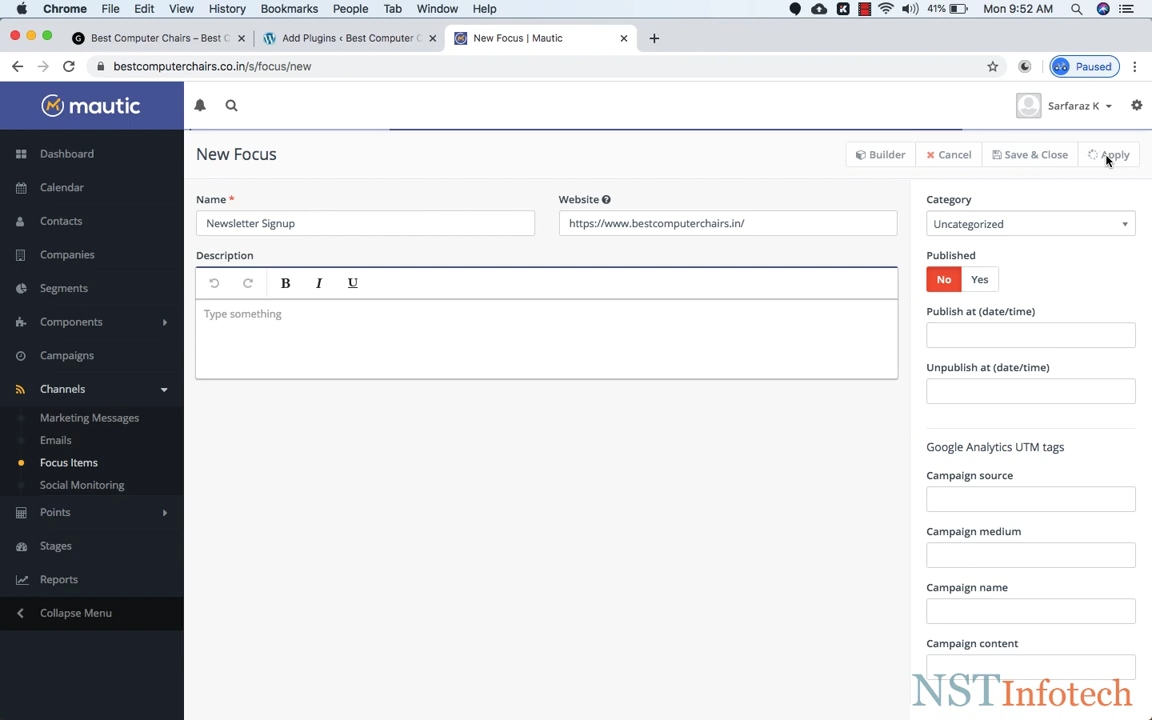 Chrome File Edit View History Bookmarks People Tab Window Help 41% Mon 9:52 AM
Best Computer Chairs – Best C Add Plugins ‹ Best Computer C New Focus | Mautic
bestcomputerchairs.co.in/s/focus/new Paused
mautic Sarfaraz K
New Focus Builder Cancel Save & Close Apply
Dashboard
Calendar
Contacts
Companies
Segments
Components
Campaigns
Channels
Marketing Messages
Emails
Focus Items
Social Monitoring
Points
Stages
Reports
Collapse Menu
Name * Website
Newsletter Signup https://www.bestcomputerchairs.in/
Description
B I U
Type something
Category
Uncategorized
Published
No Yes
Publish at (date/time)
Unpublish at (date/time)
Google Analytics UTM tags
Campaign source
Campaign medium
Campaign name
Campaign content
NSTInfotech